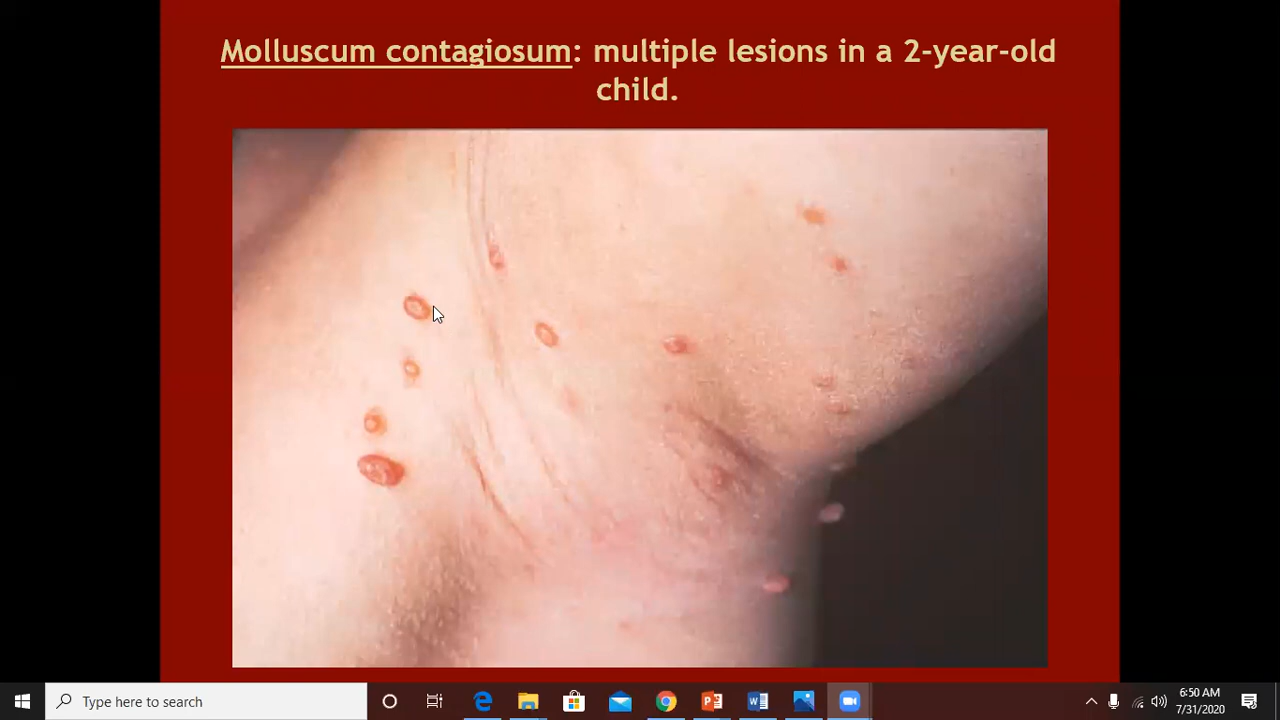 Molluscum contagiosum: multiple lesions in a 2-year-old
child.
Type here to search
6:50 AM
7/31/2020